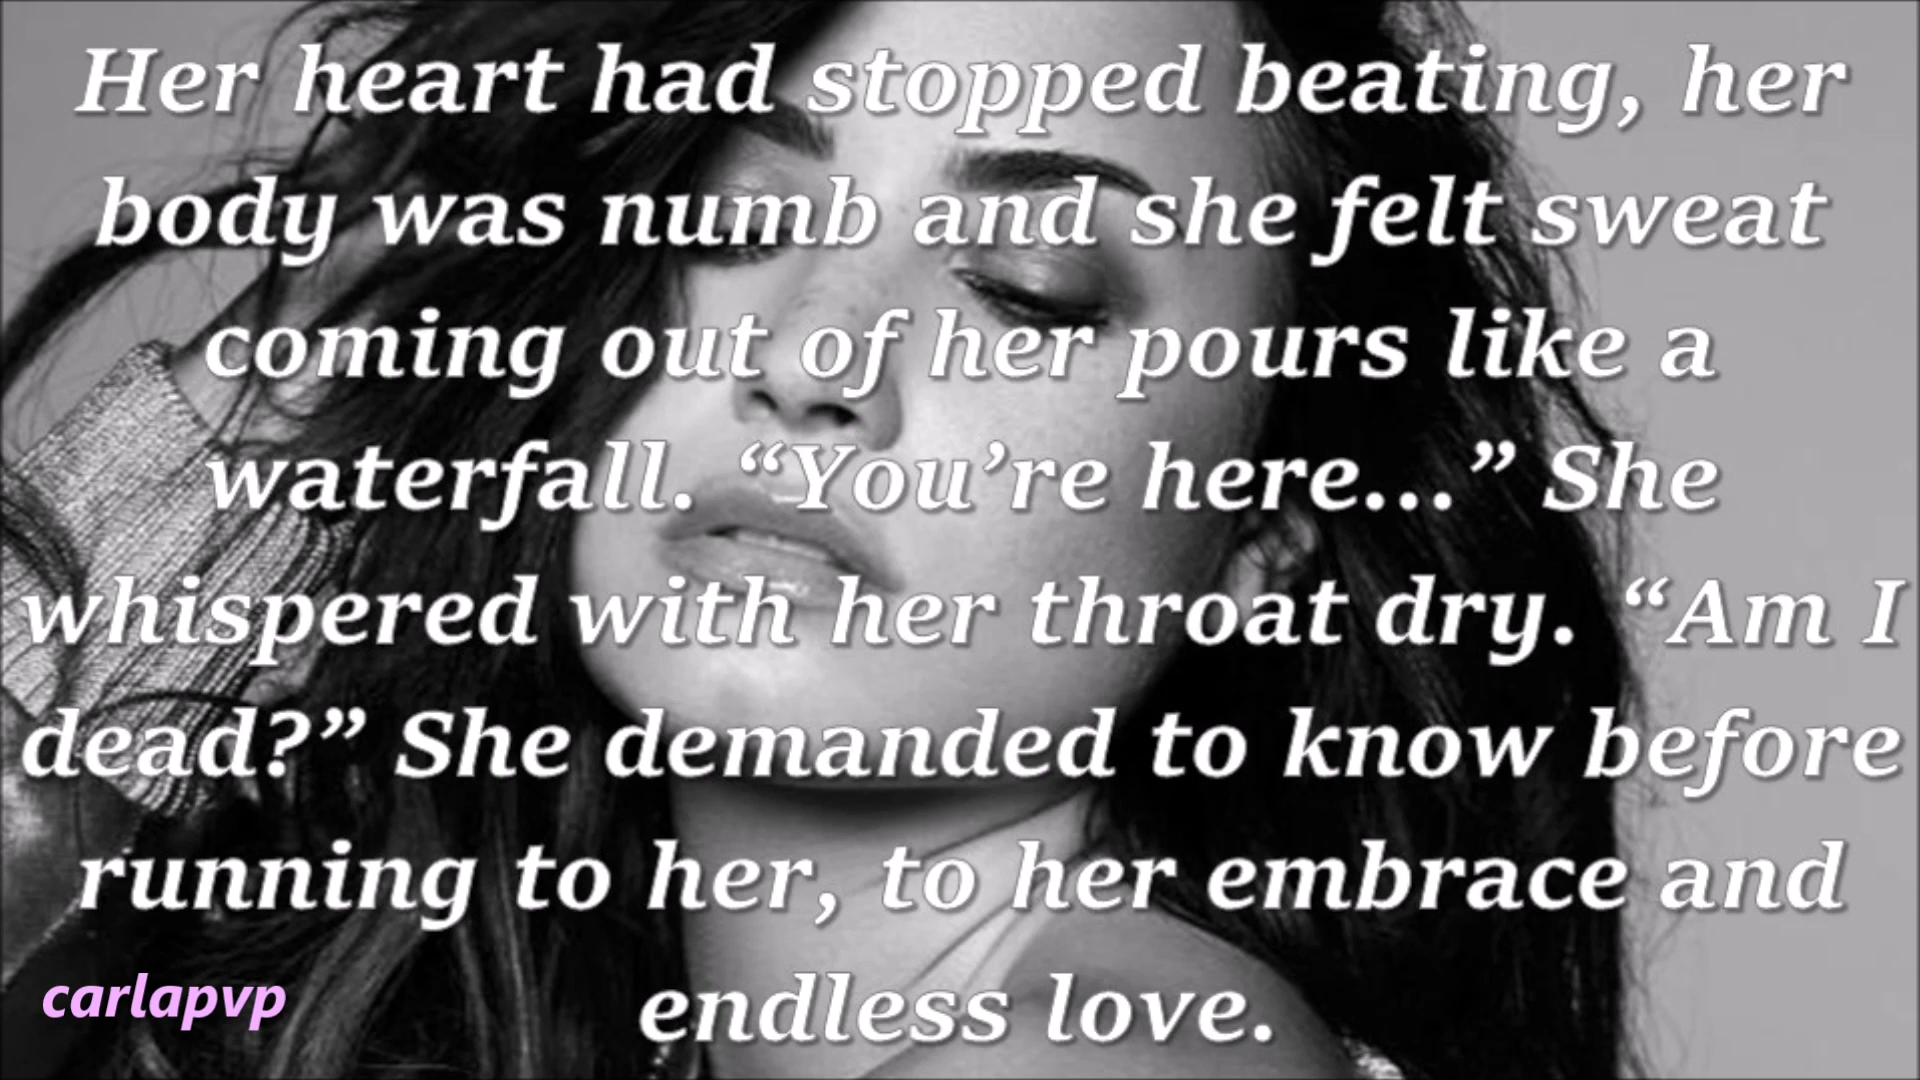 Her heart had stopped beating, her
body was numb and she felt sweat
coming out of her pours like a
waterfall. “You’re here...” She
whispered with her throat dry. “Am I
dead?” She demanded to know before
running to her, to her embrace and
endless love.
carlapvp